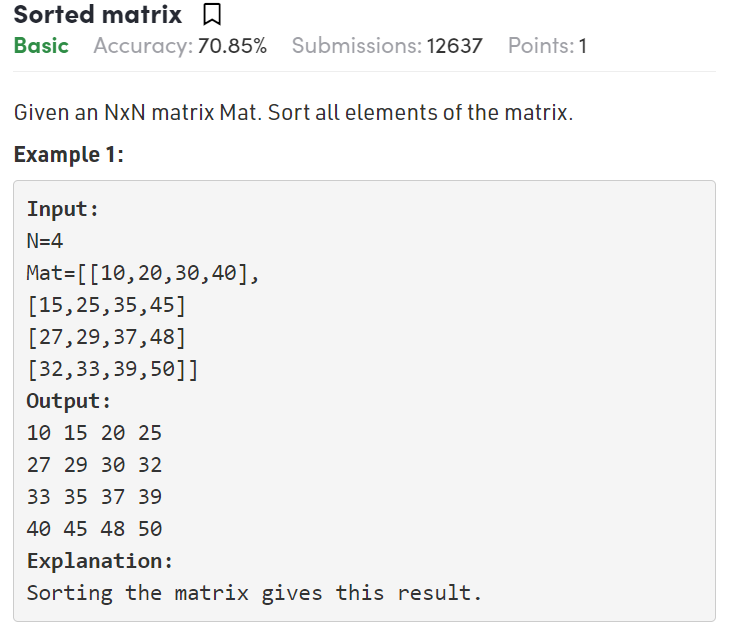 Sorted matrix
Basic Accuracy: 70.85% Submissions: 12637 Points: 1
Given an NxN matrix Mat. Sort all elements of the matrix.
Example 1:
Input:
N=4
Mat=[[10,20,30,40],
[15,25,35,45]
[27,29,37,48]
[32,33,39,50]]
Output:
10 15 20 25
27 29 30 32
33 35 37 39
40 45 48 50
Explanation:
Sorting the matrix gives this result.